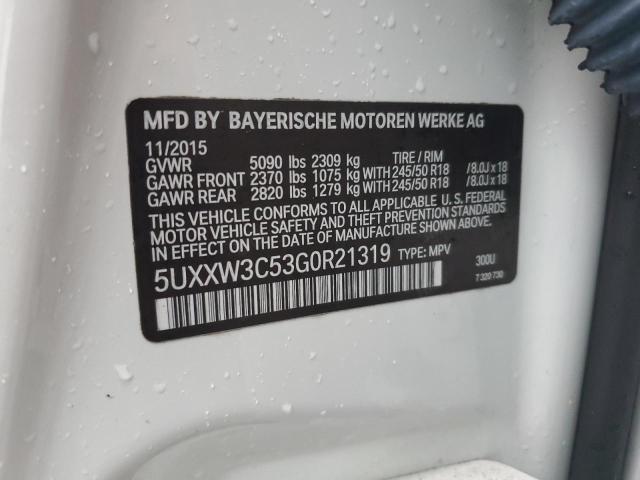 MFD BY BAYERISCHE MOTOREN WERKE AG
11/2015
GVWR 5090 lbs 2309 kg TIRE / RIM
GAWR FRONT 2370 lbs 1075 kg WITH 245/50 R18 /8.0J x 18
GAWR REAR 2820 lbs 1279 kg WITH 245/50 R18 /8.0J x 18
THIS VEHICLE CONFORMS TO ALL APPLICABLE U. S. FEDERAL
MOTOR VEHICLE SAFETY AND THEFT PREVENTION STANDARDS
IN EFFECT ON THE DATE OF MANUFACTURE SHOWN ABOVE.
5UXXW3C53G0R21319 TYPE: MPV 300U
7 320 730